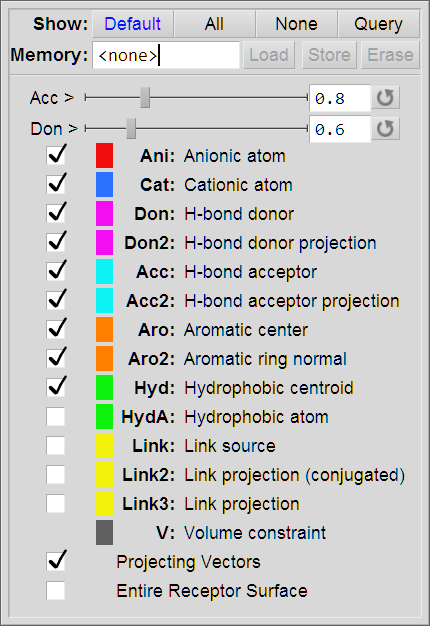 Show: Default All None Query
Memory: <none> Load Store Erase
Acc > 0.8
Don > 0.6
Ani: Anionic atom
Cat: Cationic atom
Don: H-bond donor
Don2: H-bond donor projection
Acc: H-bond acceptor
Acc2: H-bond acceptor projection
Aro: Aromatic center
Aro2: Aromatic ring normal
Hyd: Hydrophobic centroid
HydA: Hydrophobic atom
Link: Link source
Link2: Link projection (conjugated)
Link3: Link projection
V: Volume constraint
Projecting Vectors
Entire Receptor Surface